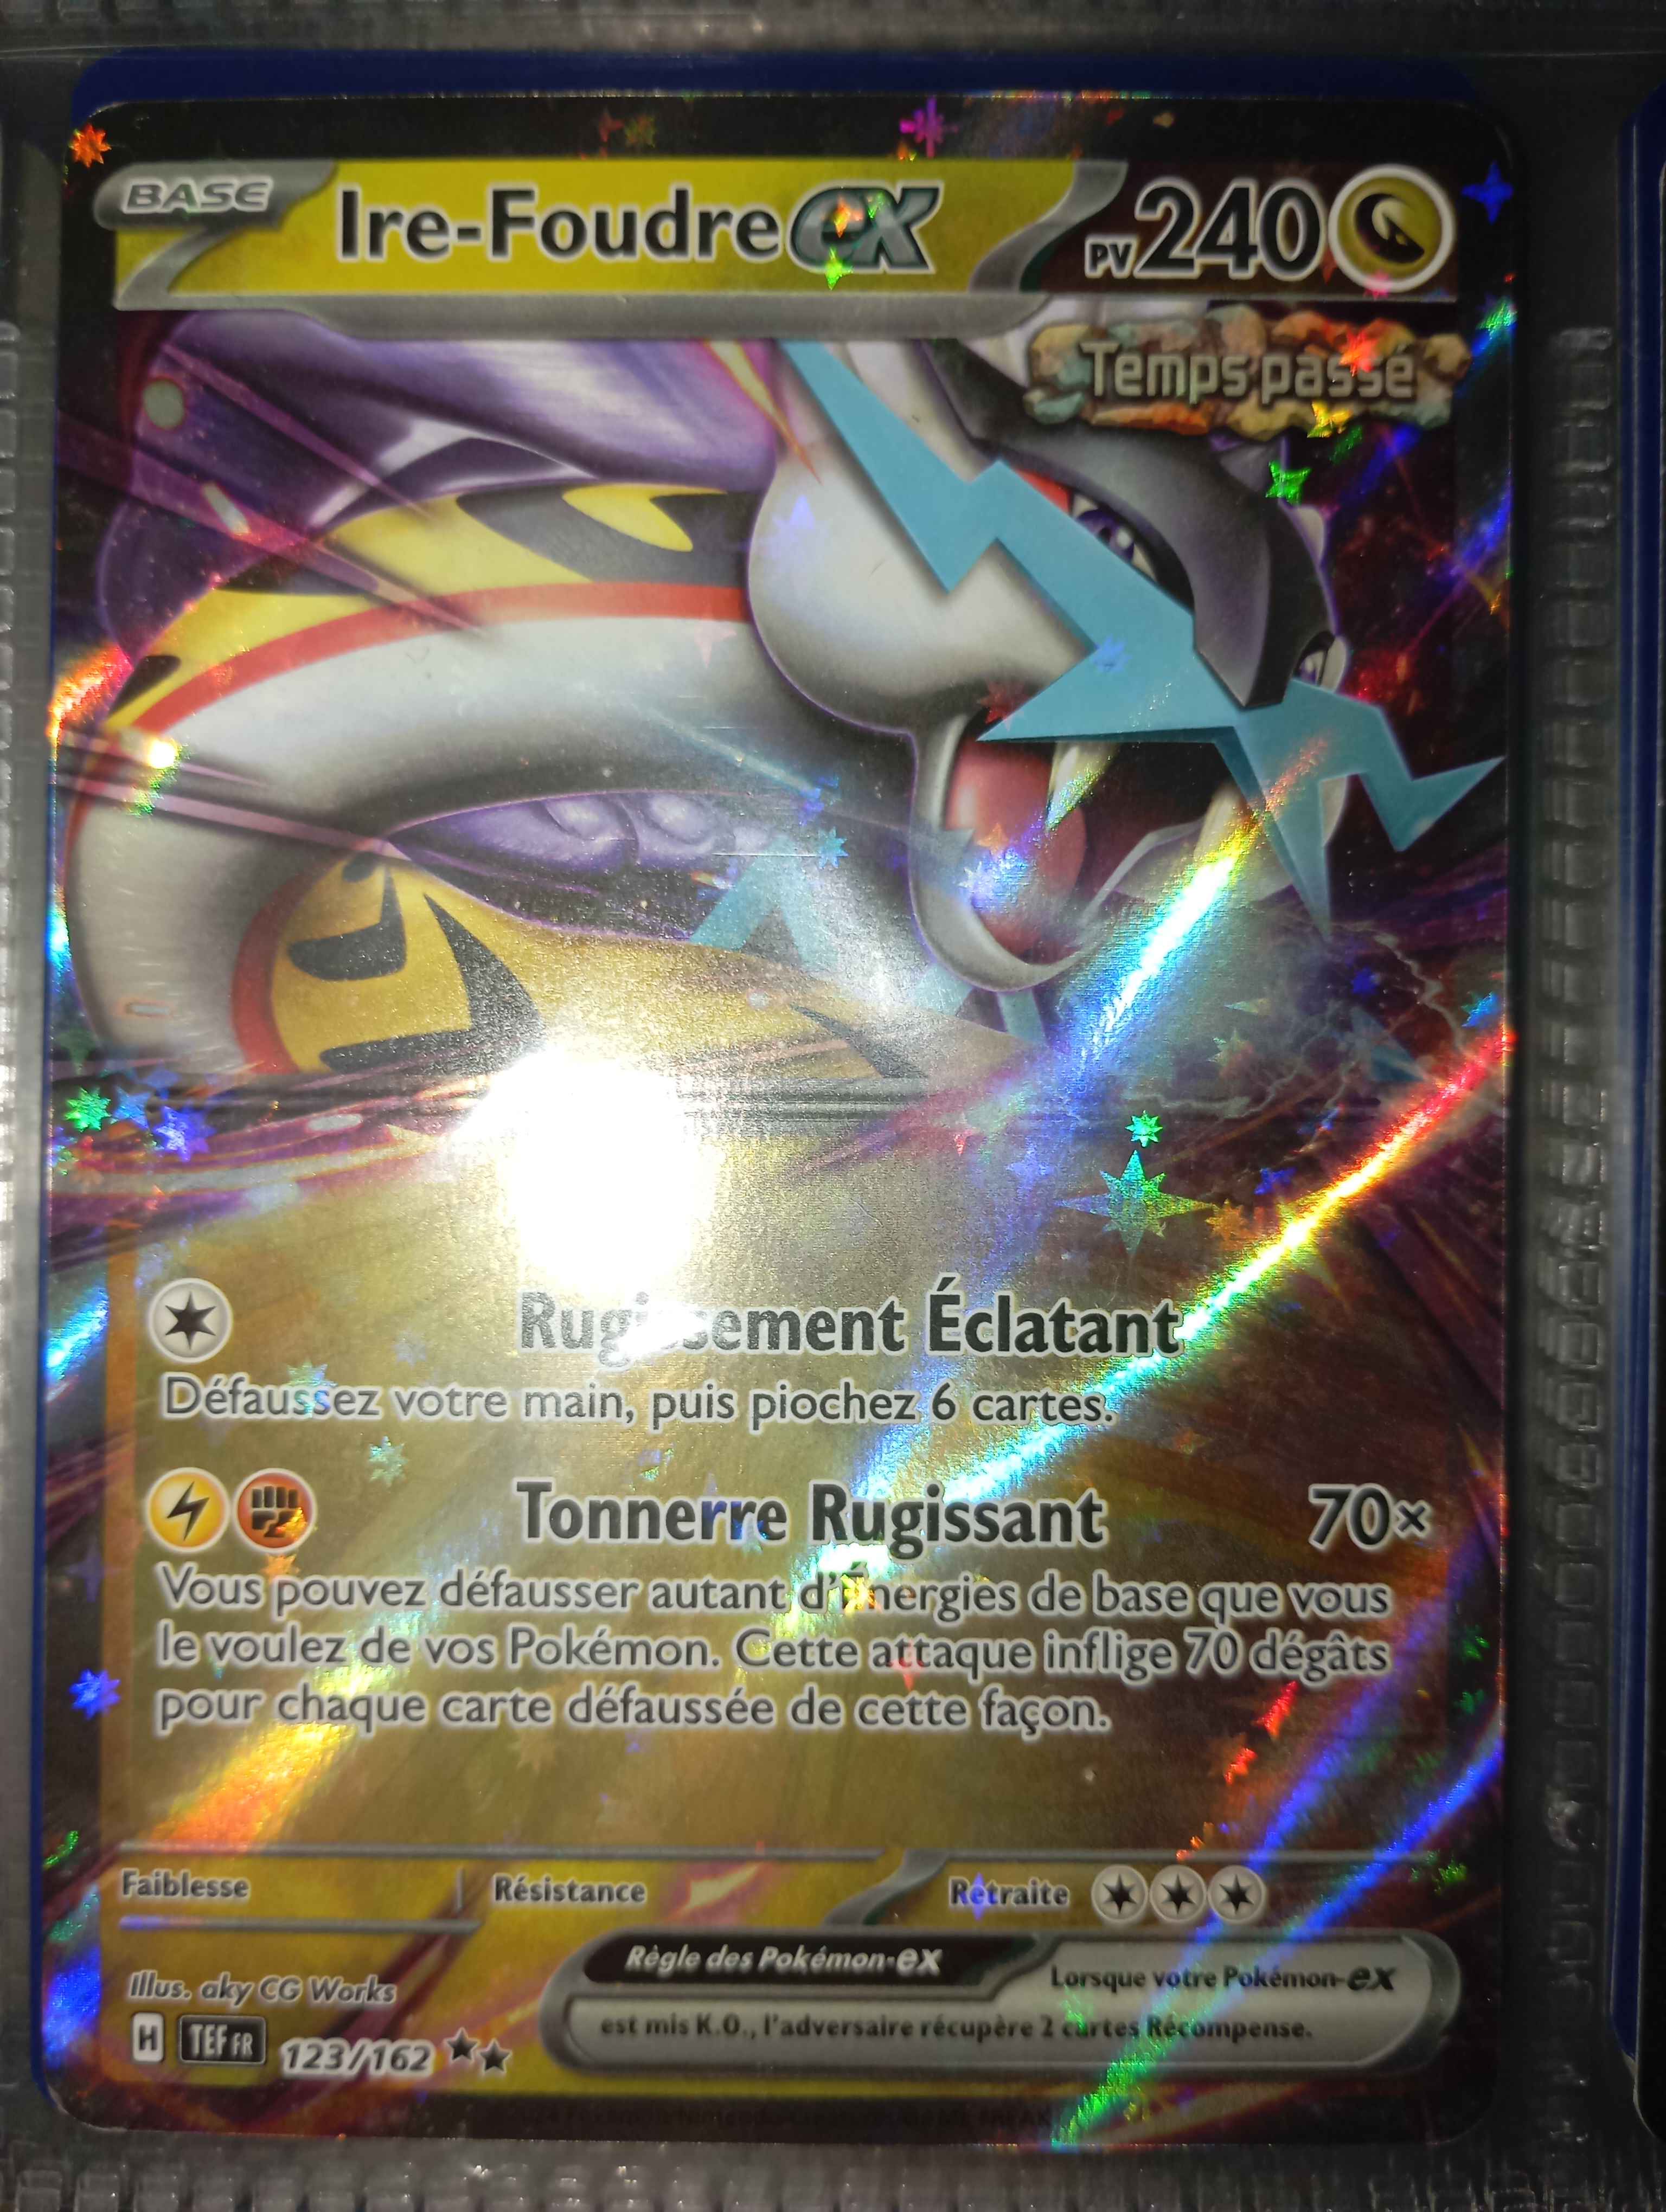 BASE
Ire-Foudre ex
PV 240
Temps passé
Rugissement Éclatant
Défaussez votre main, puis piochez 6 cartes.
Tonnerre Rugissant 70×
Vous pouvez défausser autant d'Énergies de base que vous
le voulez de vos Pokémon. Cette attaque inflige 70 dégâts
pour chaque carte défaussée de cette façon.
Faiblesse Résistance Retraite
Règle des Pokémon-ex
Lorsque votre Pokémon-ex
est mis K.O., l'adversaire récupère 2 cartes Récompense.
Illus. aky CG Works
H TEF FR 123/162